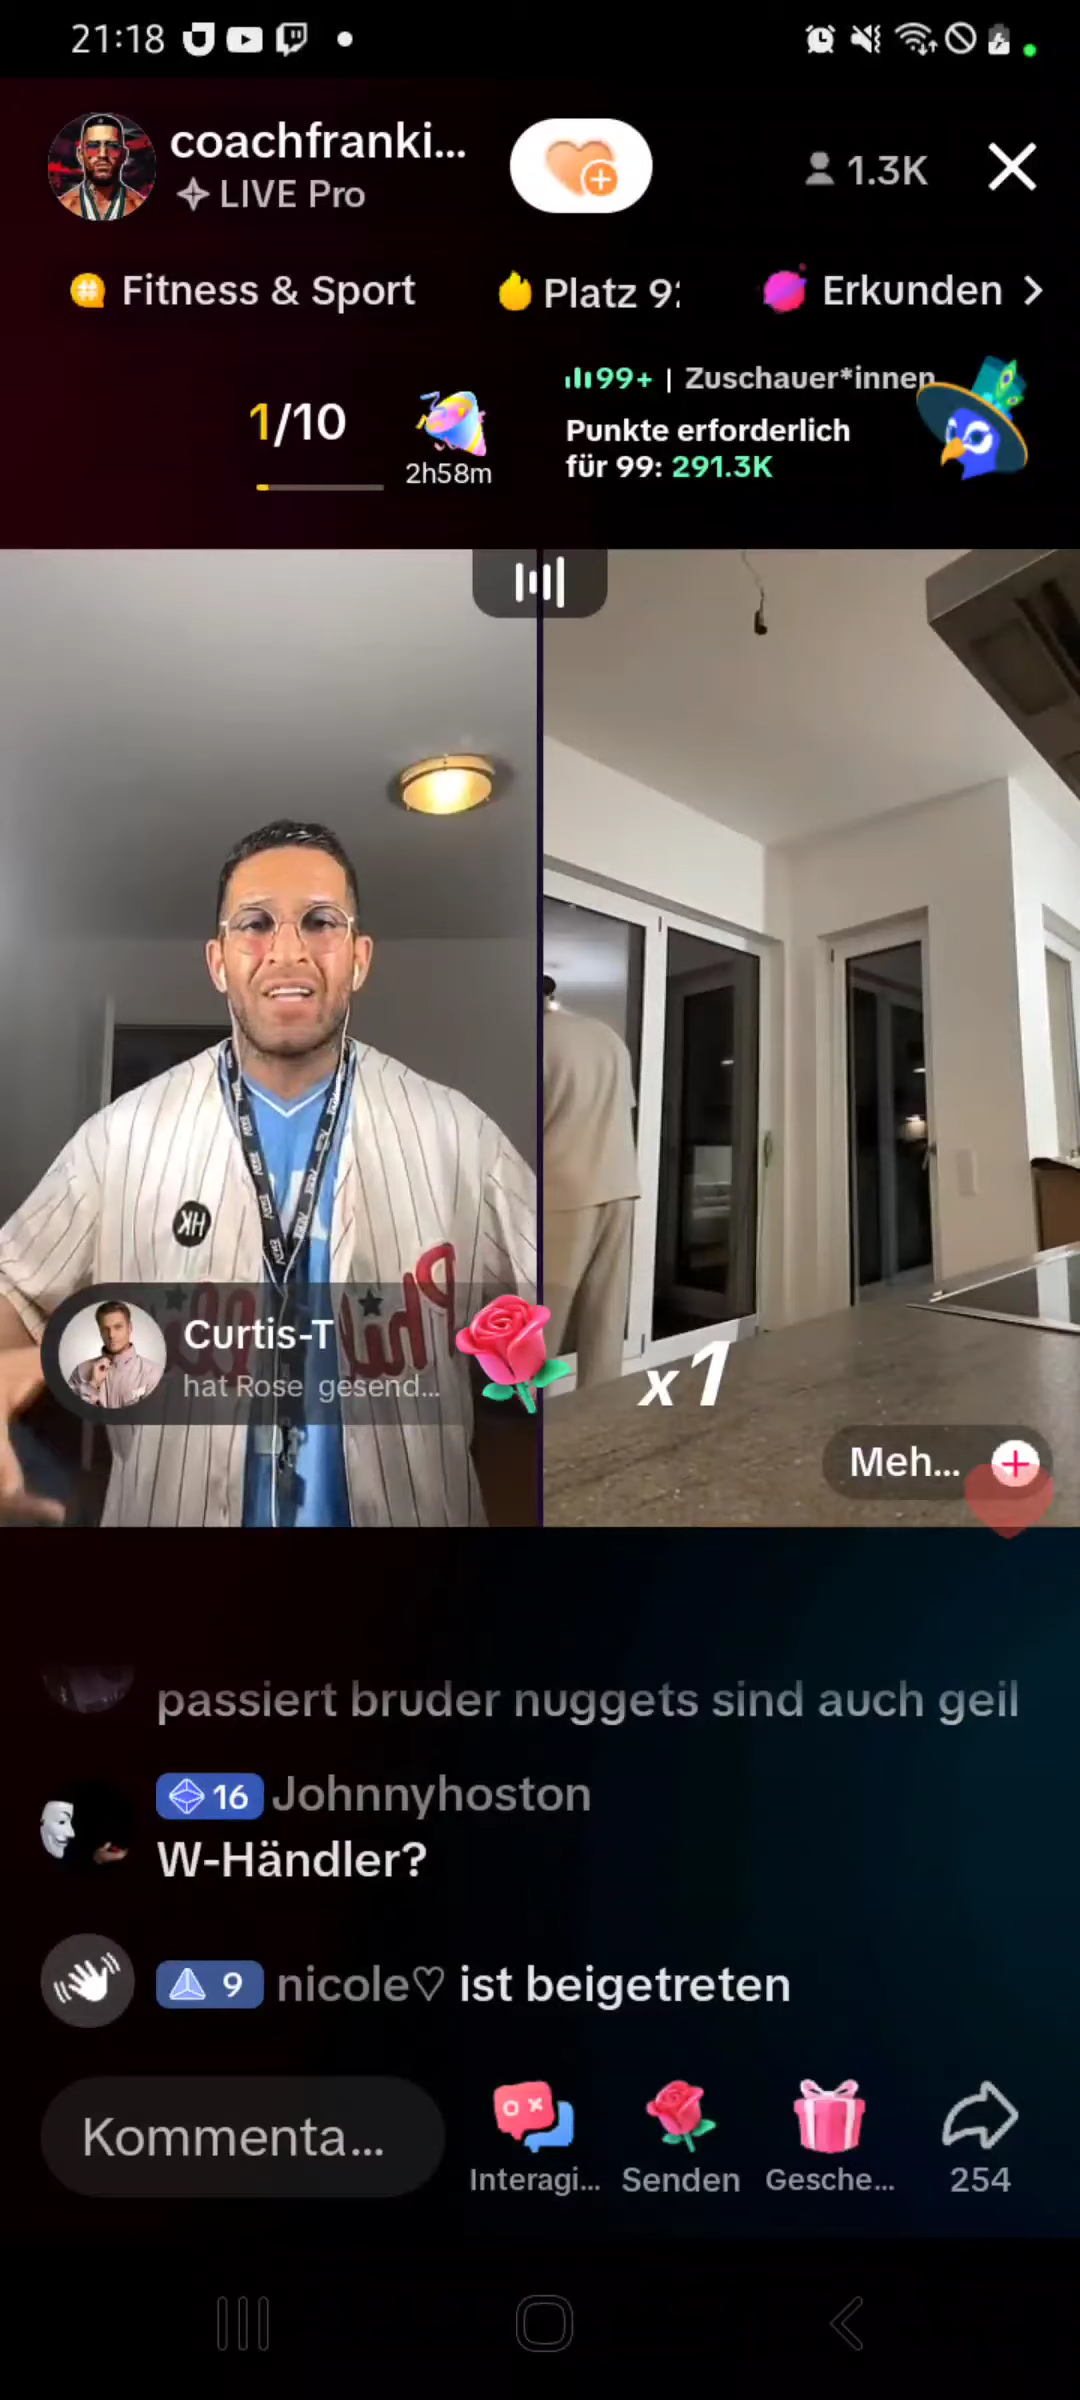 21:18
coachfranki...
LIVE Pro
1.3K
Fitness & Sport
Platz 9
Erkunden >
1/10
2h58m
99+ | Zuschauer*innen
Punkte erforderlich
für 99: 291.3K
HK
Curtis-T
hat Rose gesend...
x1
Meh...
passiert bruder nuggets sind auch geil
16 Johnnyhoston
W-Händler?
9 nicole♡ ist beigetreten
Kommenta...
Interagi...
Senden
Gesche...
254